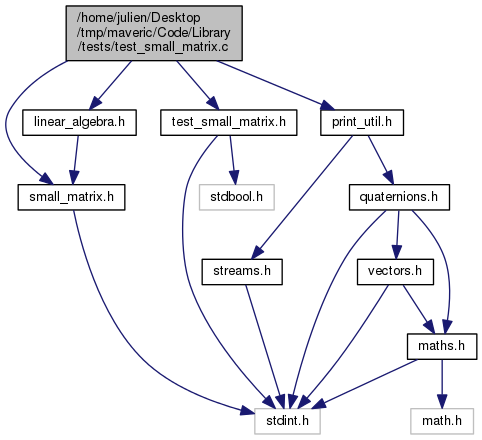 /home/julien/Desktop
/tmp/maveric/Code/Library
/tests/test_small_matrix.c
linear_algebra.h
test_small_matrix.h
print_util.h
small_matrix.h
stdbool.h
quaternions.h
streams.h
vectors.h
maths.h
stdint.h
math.h